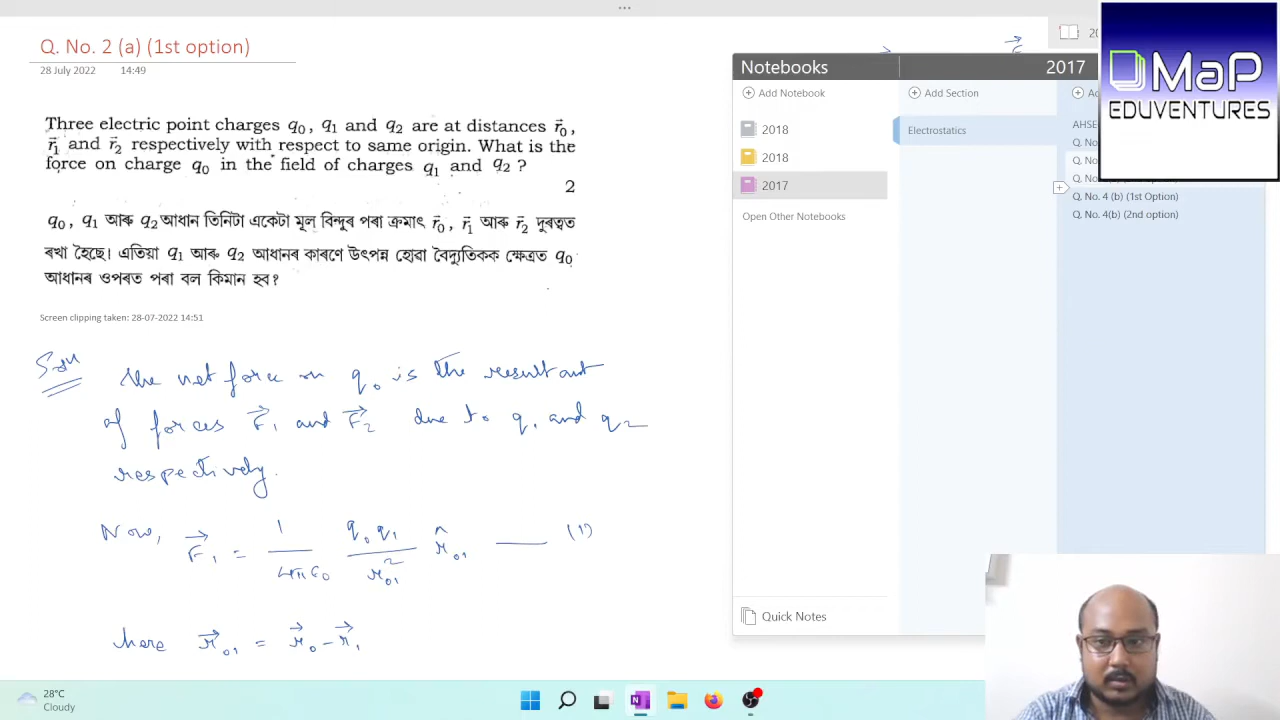 Q. No. 2 (a) (1st option)
28 July 2022 14:49
Three electric point charges q₀, q₁ and q₂ are at distances r⃗₀,
r⃗₁ and r⃗₂ respectively with respect to same origin. What is the
force on charge q₀ in the field of charges q₁ and q₂ ?
2
q₀, q₁ আৰু q₂ আধান তিনিটা একেটা মূল বিন্দুৰ পৰা ক্ৰমাৎ r⃗₀, r⃗₁ আৰু r⃗₂ দুৰত্বত
ৰখা হৈছে। এতিয়া q₁ আৰু q₂ আধানৰ কাৰণে উৎপন্ন হোৱা বৈদ্যুতিকক ক্ষেত্ৰত q₀
আধানৰ ওপৰত পৰা বল কিমান হব?
Screen clipping taken: 28-07-2022 14:51
Soln
The net force on q₀ is the resultant
of forces F⃗₁ and F⃗₂ due to q₁ and q₂
respectively.
Now, F⃗₁ = 1/4πε₀ q₀q₁/r₀₁² r̂₀₁ —— (1)
here r⃗₀₁ = r⃗₀ - r⃗₁
Notebooks
2017
Add Notebook
Add Section
2018
2018
2017
Open Other Notebooks
Electrostatics
AHSE
Q. No
Q. No
Q. No. 4 (b) (1st Option)
Q. No. 4(b) (2nd option)
Quick Notes
MaP
EDUVENTURES
28°C
Cloudy